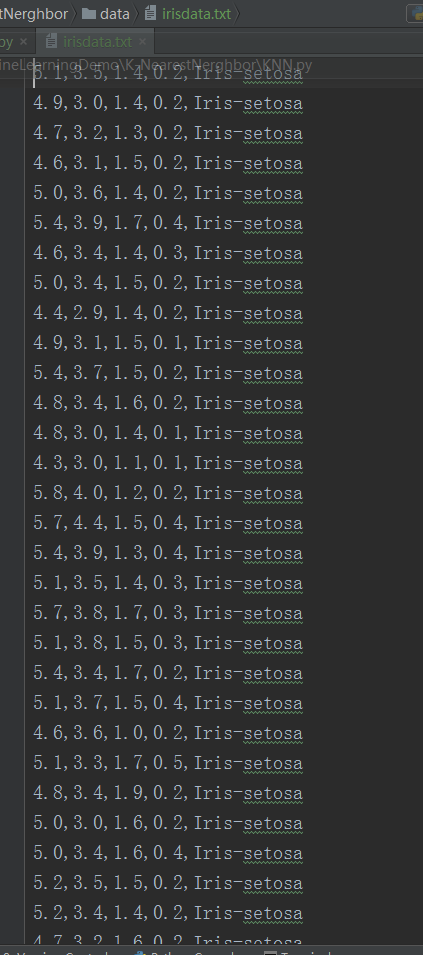 tNerghbor data irisdata.txt
py × irisdata.txt ×
ineLearningDemo\K-NearestNerghbor\KNN.py
5.1,3.5,1.4,0.2,Iris-setosa
4.9,3.0,1.4,0.2,Iris-setosa
4.7,3.2,1.3,0.2,Iris-setosa
4.6,3.1,1.5,0.2,Iris-setosa
5.0,3.6,1.4,0.2,Iris-setosa
5.4,3.9,1.7,0.4,Iris-setosa
4.6,3.4,1.4,0.3,Iris-setosa
5.0,3.4,1.5,0.2,Iris-setosa
4.4,2.9,1.4,0.2,Iris-setosa
4.9,3.1,1.5,0.1,Iris-setosa
5.4,3.7,1.5,0.2,Iris-setosa
4.8,3.4,1.6,0.2,Iris-setosa
4.8,3.0,1.4,0.1,Iris-setosa
4.3,3.0,1.1,0.1,Iris-setosa
5.8,4.0,1.2,0.2,Iris-setosa
5.7,4.4,1.5,0.4,Iris-setosa
5.4,3.9,1.3,0.4,Iris-setosa
5.1,3.5,1.4,0.3,Iris-setosa
5.7,3.8,1.7,0.3,Iris-setosa
5.1,3.8,1.5,0.3,Iris-setosa
5.4,3.4,1.7,0.2,Iris-setosa
5.1,3.7,1.5,0.4,Iris-setosa
4.6,3.6,1.0,0.2,Iris-setosa
5.1,3.3,1.7,0.5,Iris-setosa
4.8,3.4,1.9,0.2,Iris-setosa
5.0,3.0,1.6,0.2,Iris-setosa
5.0,3.4,1.6,0.4,Iris-setosa
5.2,3.5,1.5,0.2,Iris-setosa
5.2,3.4,1.4,0.2,Iris-setosa
4.7,3.2,1.6,0.2,Iris-setosa